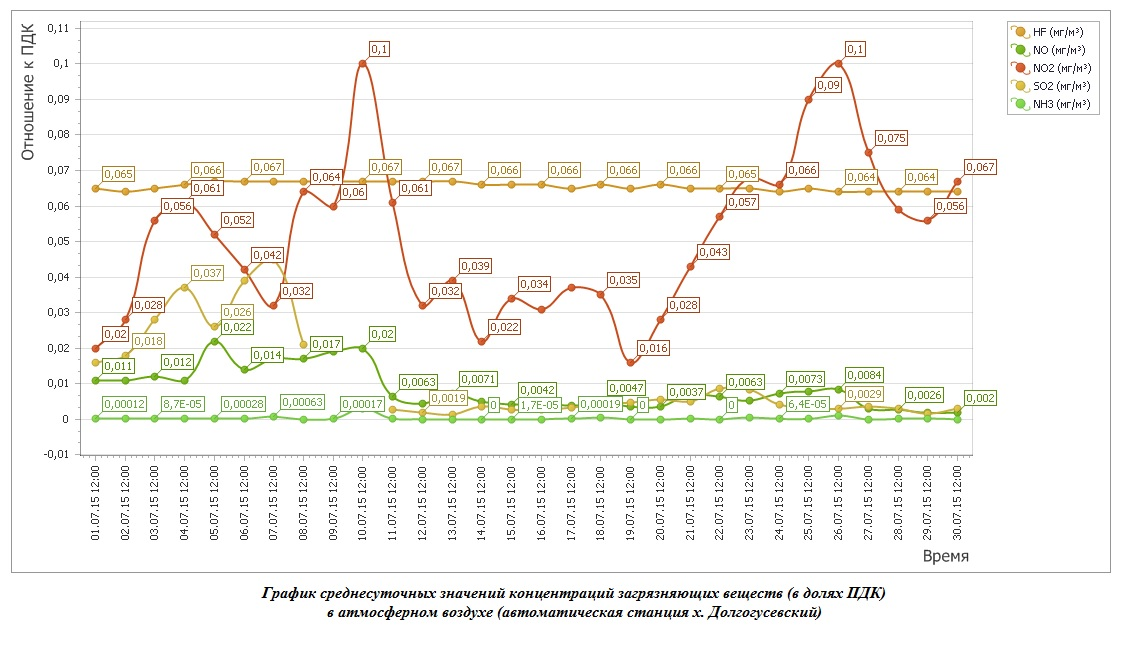 Отношение к ПДК
0,11
0,1
0,09
0,08
0,07
0,06
0,05
0,04
0,03
0,02
0,01
0
-0,01
HF (мг/м³)
NO (мг/м³)
NO2 (мг/м³)
SO2 (мг/м³)
NH3 (мг/м³)
0,1 0,1
0,09
0,075
0,065 0,066 0,067 0,064 0,067 0,067 0,066 0,066 0,066 0,065 0,066 0,064 0,064 0,067
0,056 0,061 0,06 0,061 0,057 0,056
0,052
0,037 0,042 0,039 0,035 0,043
0,028 0,032 0,032 0,034 0,028
0,02 0,018 0,026 0,022 0,016
0,022
0,011 0,012 0,014 0,017 0,02
0,0063 0,0071 0,0042 0,0047 0,0037 0,0063 0,0073 0,0084 0,0026 0,002
0,0019 0,0029
0,00012 8,7E-05 0,00028 0,00063 0,00017 0 1,7E-05 0,00019 0 0 6,4E-05
01.07.15 12:00
02.07.15 12:00
03.07.15 12:00
04.07.15 12:00
05.07.15 12:00
06.07.15 12:00
07.07.15 12:00
08.07.15 12:00
09.07.15 12:00
10.07.15 12:00
11.07.15 12:00
12.07.15 12:00
13.07.15 12:00
14.07.15 12:00
15.07.15 12:00
16.07.15 12:00
17.07.15 12:00
18.07.15 12:00
19.07.15 12:00
20.07.15 12:00
21.07.15 12:00
22.07.15 12:00
23.07.15 12:00
24.07.15 12:00
25.07.15 12:00
26.07.15 12:00
27.07.15 12:00
28.07.15 12:00
29.07.15 12:00
30.07.15 12:00
Время
График среднесуточных значений концентраций загрязняющих веществ (в долях ПДК)
в атмосферном воздухе (автоматическая станция х. Долгогусевский)